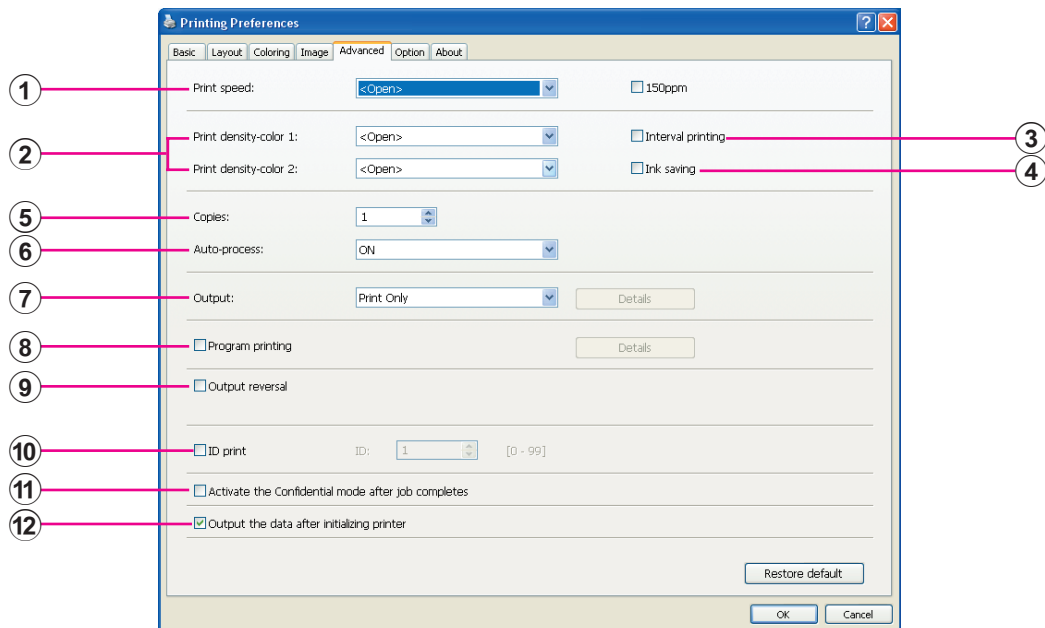 Printing Preferences
Basic Layout Coloring Image Advanced Option About
1 Print speed: <Open> 150ppm
2 Print density-color 1: <Open> Interval printing 3
Print density-color 2: <Open> Ink saving 4
5 Copies: 1
6 Auto-process: ON
7 Output: Print Only Details
8 Program printing Details
9 Output reversal
10 ID print ID: 1 [0 - 99]
11 Activate the Confidential mode after job completes
12 Output the data after initializing printer
Restore default
OK Cancel